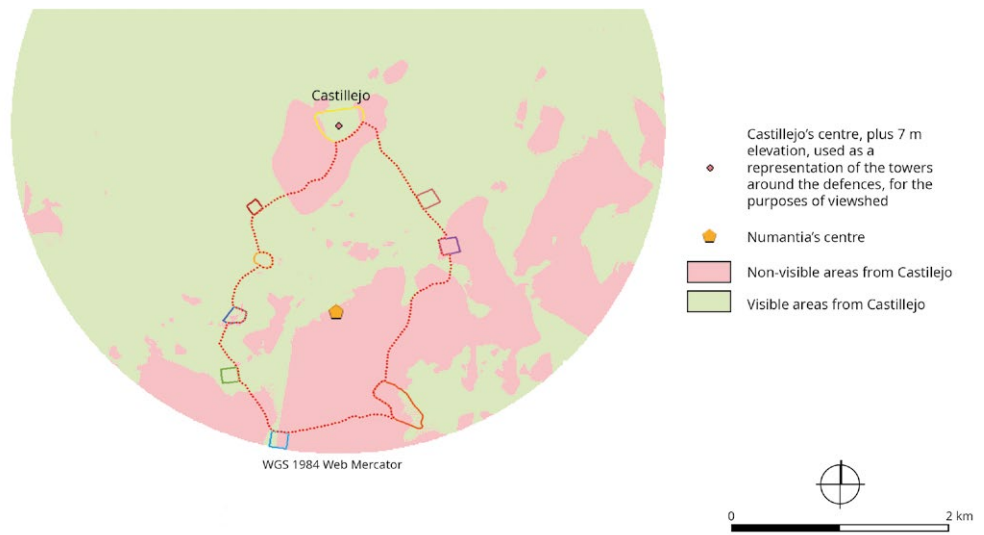 Castillejo
Castillejo's centre, plus 7 m
elevation, used as a
representation of the towers
around the defences, for the
purposes of viewshed
Numantia's centre
Non-visible areas from Castilejo
Visible areas from Castillejo
WGS 1984 Web Mercator
0 2 km